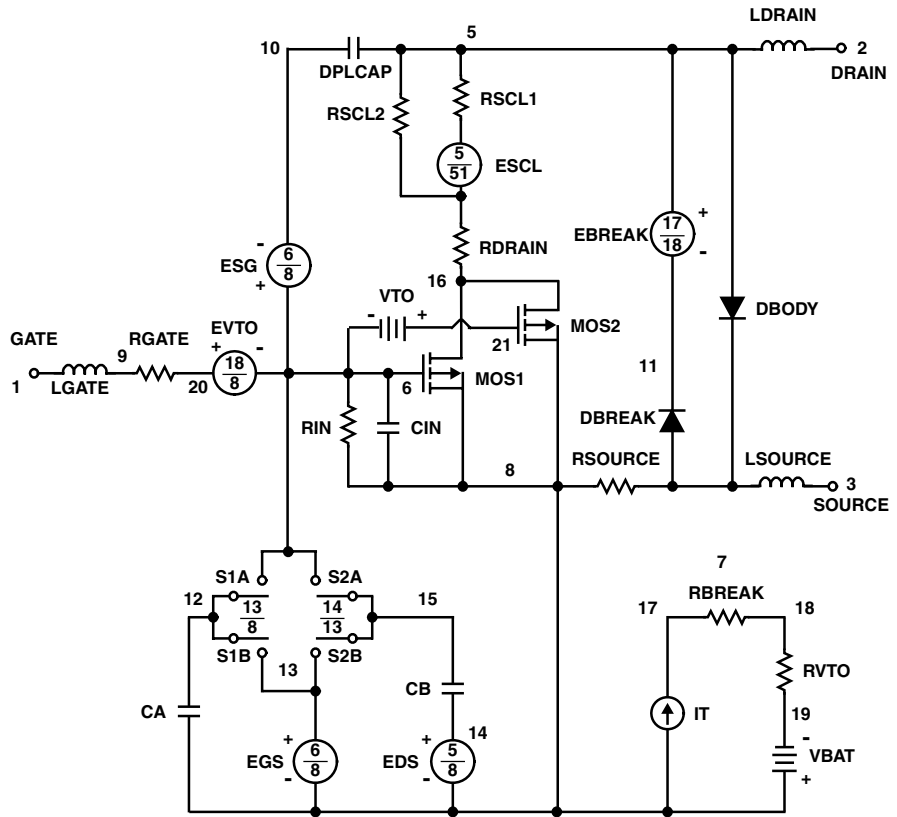 LDRAIN
10
5
2
DPLCAP
DRAIN
RSCL1
RSCL2
5
51
ESCL
17
18
+
-
EBREAK
RDRAIN
-
6
8
+
ESG
16
VTO
-
+
DBODY
MOS2
EVTO
GATE
RGATE
+
-
9
21
11
18
8
MOS1
1
LGATE
20
6
DBREAK
RIN
CIN
8
RSOURCE
LSOURCE
3
SOURCE
S1A
S2A
7
12
13
8
14
13
15
RBREAK
17
18
S1B
S2B
13
RVTO
CB
CA
IT
19
14
+
6
8
-
EGS
+
5
8
-
EDS
-
VBAT
+